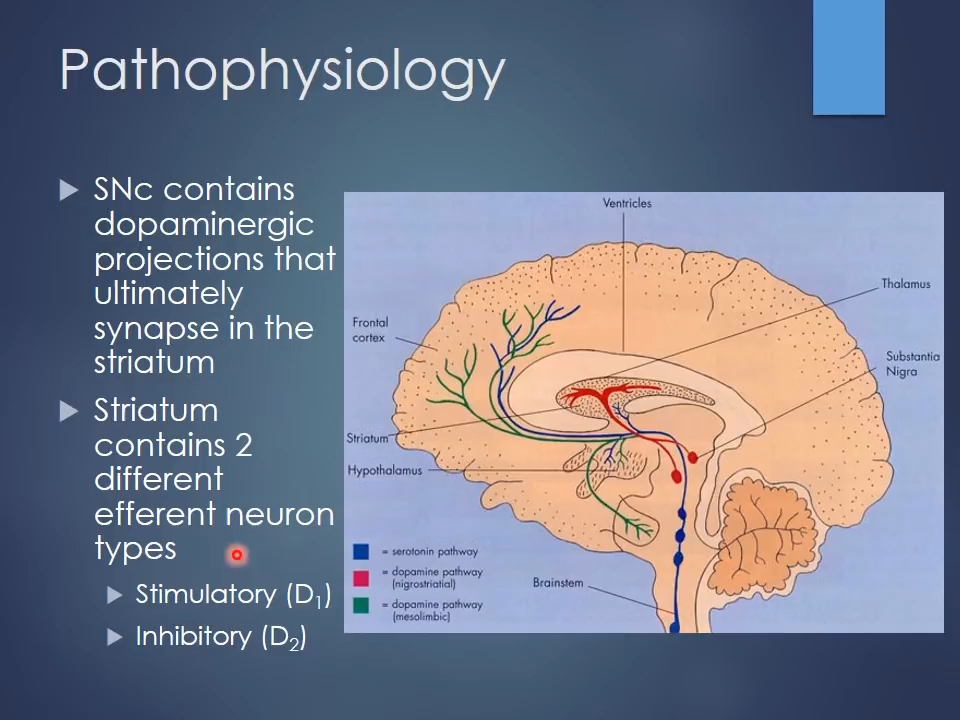 Pathophysiology
SNc contains
dopaminergic
projections that
ultimately
synapse in the
striatum
Striatum
contains 2
different
efferent neuron
types
Stimulatory (D₁)
Inhibitory (D₂)
Ventricles
Thalamus
Frontal
cortex
Substantia
Nigra
Striatum
Hypothalamus
= serotonin pathway
= dopamine pathway
(nigrostriatial)
= dopamine pathway
(mesolimbic)
Brainstem